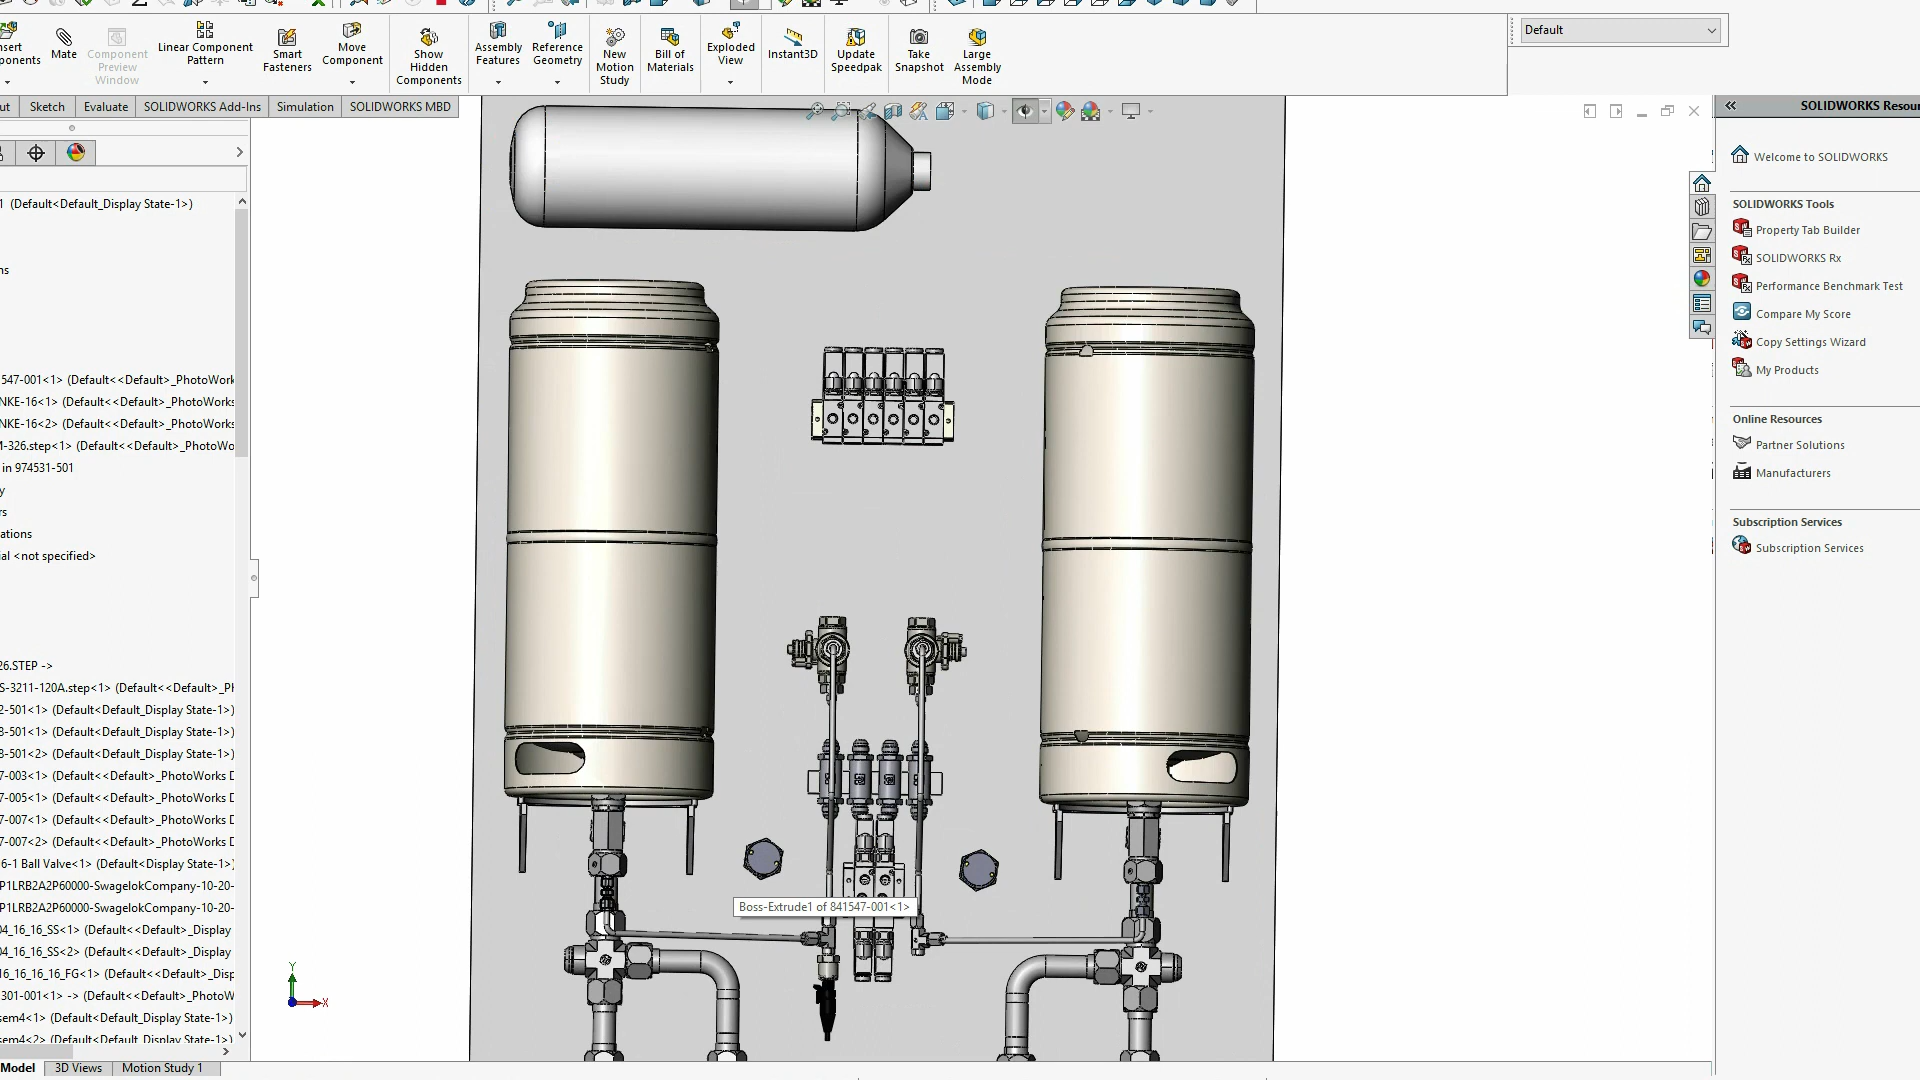 Default
nsert
ponents
Mate
Component
Preview
Window
Linear Component
Pattern
Smart
Fasteners
Move
Component
Show
Hidden
Components
Assembly
Features
Reference
Geometry
New
Motion
Study
Bill of
Materials
Exploded
View
Instant3D
Update
Speedpak
Take
Snapshot
Large
Assembly
Mode
ut
Sketch
Evaluate
SOLIDWORKS Add-Ins
Simulation
SOLIDWORKS MBD
SOLIDWORKS Resour
Welcome to SOLIDWORKS
SOLIDWORKS Tools
Property Tab Builder
SOLIDWORKS Rx
Performance Benchmark Test
Compare My Score
Copy Settings Wizard
My Products
Online Resources
Partner Solutions
Manufacturers
Subscription Services
Subscription Services
1 (Default<Default_Display State-1>)
ns
547-001<1> (Default<<Default>_PhotoWork
NKE-16<1> (Default<<Default>_PhotoWorks
NKE-16<2> (Default<<Default>_PhotoWorks
M-326.step<1> (Default<<Default>_PhotoWo
in 974531-501
y
rs
ations
ial <not specified>
26.STEP ->
S-3211-120A.step<1> (Default<<Default>_Pl
2-501<1> (Default<Default_Display State-1>)
3-501<1> (Default<Default_Display State-1>)
3-501<2> (Default<Default_Display State-1>)
7-003<1> (Default<<Default>_PhotoWorks D
7-005<1> (Default<<Default>_PhotoWorks D
7-007<1> (Default<<Default>_PhotoWorks D
7-007<2> (Default<<Default>_PhotoWorks D
6-1 Ball Valve<1> (Default<Display State-1>)
P1LRB2A2P60000-SwagelokCompany-10-20-
P1LRB2A2P60000-SwagelokCompany-10-20-
04_16_16_SS<1> (Default<<Default>_Display
04_16_16_SS<2> (Default<<Default>_Display
16_16_16_16_FG<1> (Default<<Default>_Disp
301-001<1> -> (Default<<Default>_PhotoW
sem4<1> (Default<Default_Display State-1>)
sem4<2> (Default<Default_Display State-1>)
Boss-Extrude1 of 841547-001<1>
Y
X
Model
3D Views
Motion Study 1